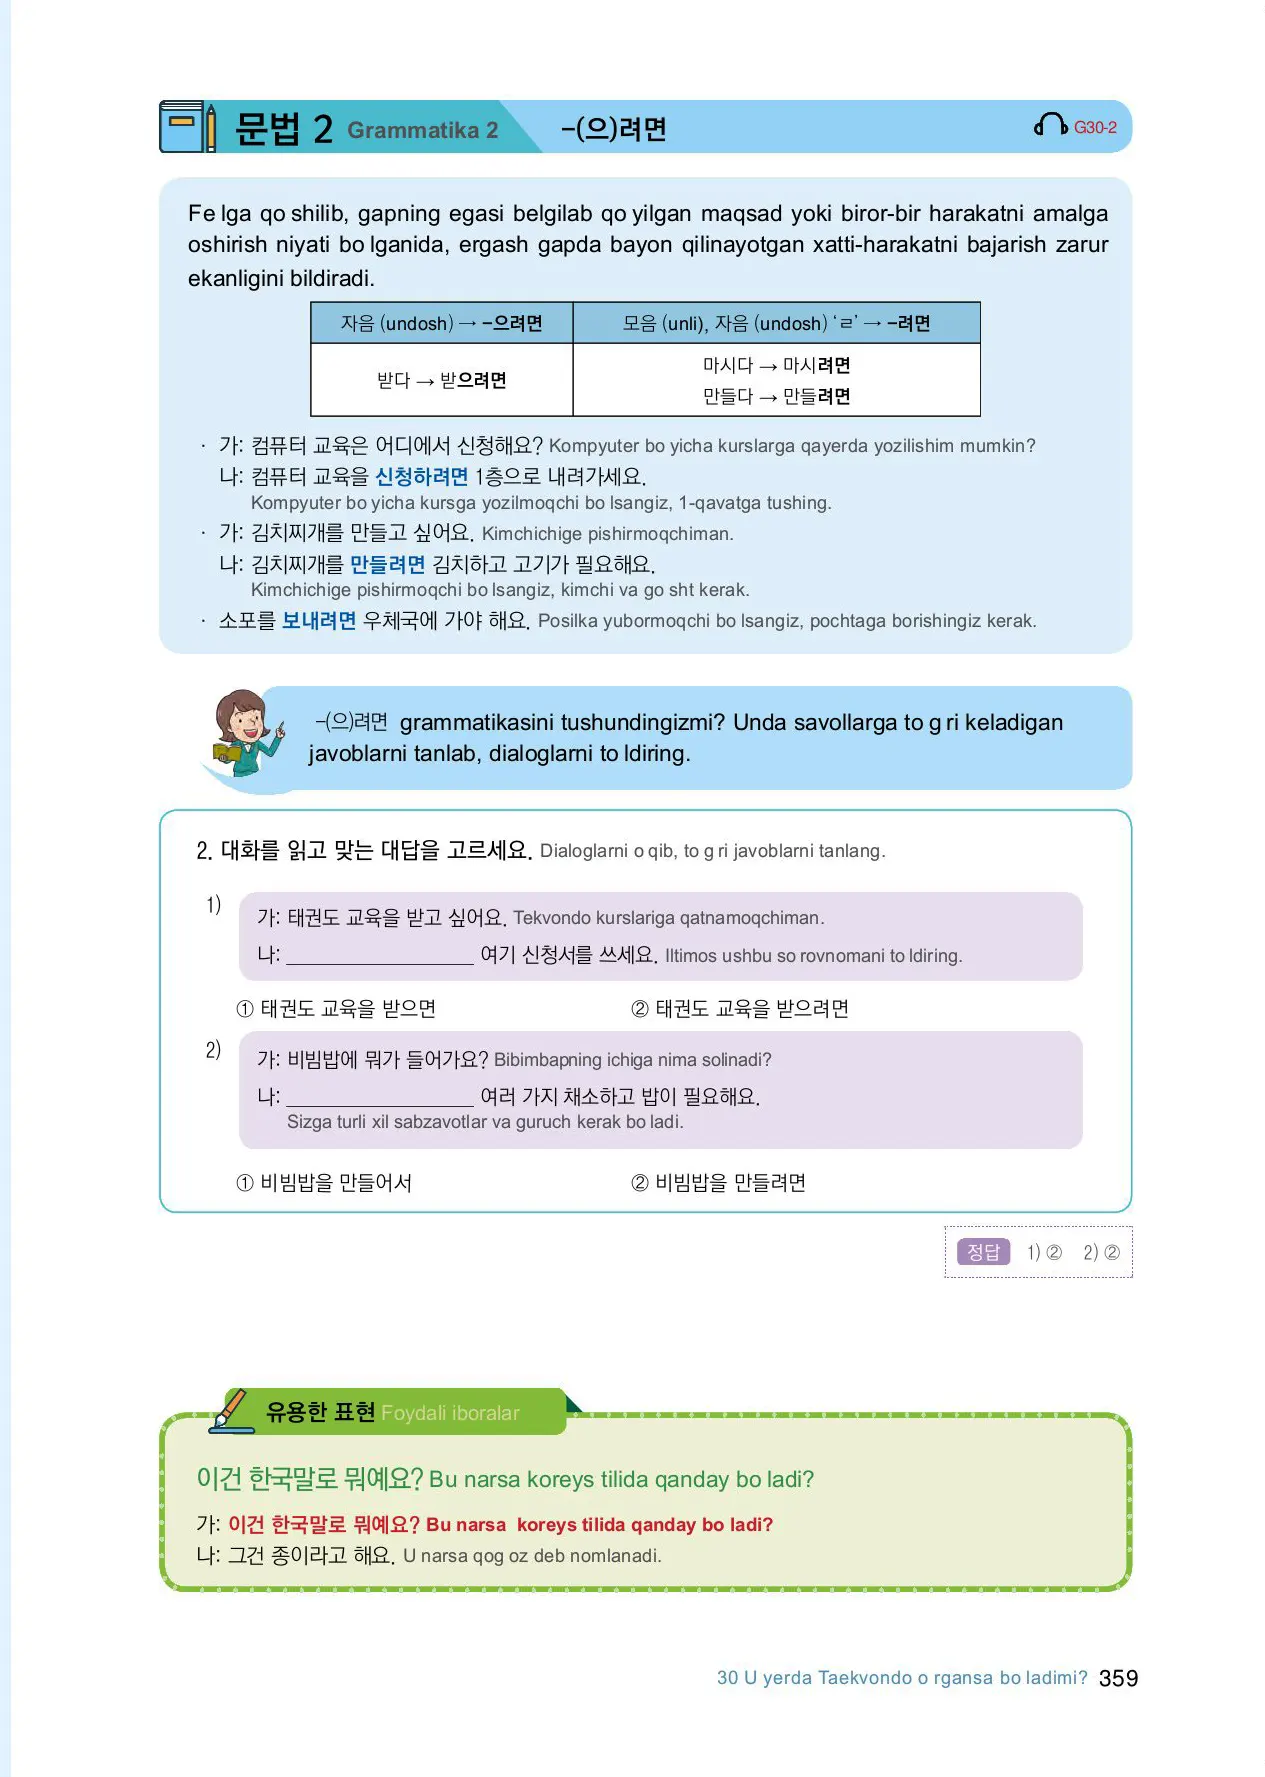 문법 2 Grammatika 2 -(으)려면 G30-2
Fe lga qo shilib, gapning egasi belgilab qo yilgan maqsad yoki biror-bir harakatni amalga
oshirish niyati bo lganida, ergash gapda bayon qilinayotgan xatti-harakatni bajarish zarur
ekanligini bildiradi.
자음 (undosh) → -으려면 모음 (unli), 자음 (undosh) ‘ㄹ’ → -려면
받다 → 받으려면
마시다 → 마시려면
만들다 → 만들려면
· 가: 컴퓨터 교육은 어디에서 신청해요? Kompyuter bo yicha kurslarga qayerda yozilishim mumkin?
나: 컴퓨터 교육을 신청하려면 1층으로 내려가세요.
Kompyuter bo yicha kursga yozilmoqchi bo lsangiz, 1-qavatga tushing.
· 가: 김치찌개를 만들고 싶어요. Kimchichige pishirmoqchiman.
나: 김치찌개를 만들려면 김치하고 고기가 필요해요.
Kimchichige pishirmoqchi bo lsangiz, kimchi va go sht kerak.
· 소포를 보내려면 우체국에 가야 해요. Posilka yubormoqchi bo lsangiz, pochtaga borishingiz kerak.
-(으)려면 grammatikasini tushundingizmi? Unda savollarga to g ri keladigan
javoblarni tanlab, dialoglarni to ldiring.
2. 대화를 읽고 맞는 대답을 고르세요. Dialoglarni o qib, to g ri javoblarni tanlang.
1)
가: 태권도 교육을 받고 싶어요. Tekvondo kurslariga qatnamoqchiman.
나: _________________ 여기 신청서를 쓰세요. Iltimos ushbu so rovnomani to ldiring.
① 태권도 교육을 받으면 ② 태권도 교육을 받으려면
2)
가: 비빔밥에 뭐가 들어가요? Bibimbapning ichiga nima solinadi?
나: _________________ 여러 가지 채소하고 밥이 필요해요.
Sizga turli xil sabzavotlar va guruch kerak bo ladi.
① 비빔밥을 만들어서 ② 비빔밥을 만들려면
정답 1) ② 2) ②
유용한 표현 Foydali iboralar
이건 한국말로 뭐예요? Bu narsa koreys tilida qanday bo ladi?
가: 이건 한국말로 뭐예요? Bu narsa koreys tilida qanday bo ladi?
나: 그건 종이라고 해요. U narsa qog oz deb nomlanadi.
30 U yerda Taekvondo o rgansa bo ladimi? 359